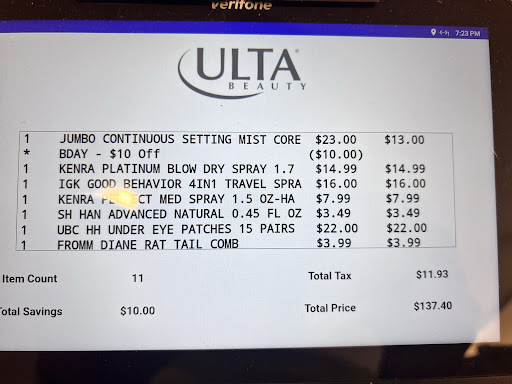 verifone
7:23 PM
ULTA
BEAUTY
1 JUMBO CONTINUOUS SETTING MIST CORE $23.00 $13.00
* BDAY - $10 Off ($10.00)
1 KENRA PLATINUM BLOW DRY SPRAY 1.7 $14.99 $14.99
1 IGK GOOD BEHAVIOR 4IN1 TRAVEL SPRA $16.00 $16.00
1 KENRA MED SPRAY 1.5 OZ-HA $7.99 $7.99
1 SH HAN ADVANCED NATURAL 0.45 FL OZ $3.49 $3.49
1 UBC HH UNDER EYE PATCHES 15 PAIRS $22.00 $22.00
1 FROMM DIANE RAT TAIL COMB $3.99 $3.99
Item Count 11 Total Tax $11.93
Total Savings $10.00 Total Price $137.40